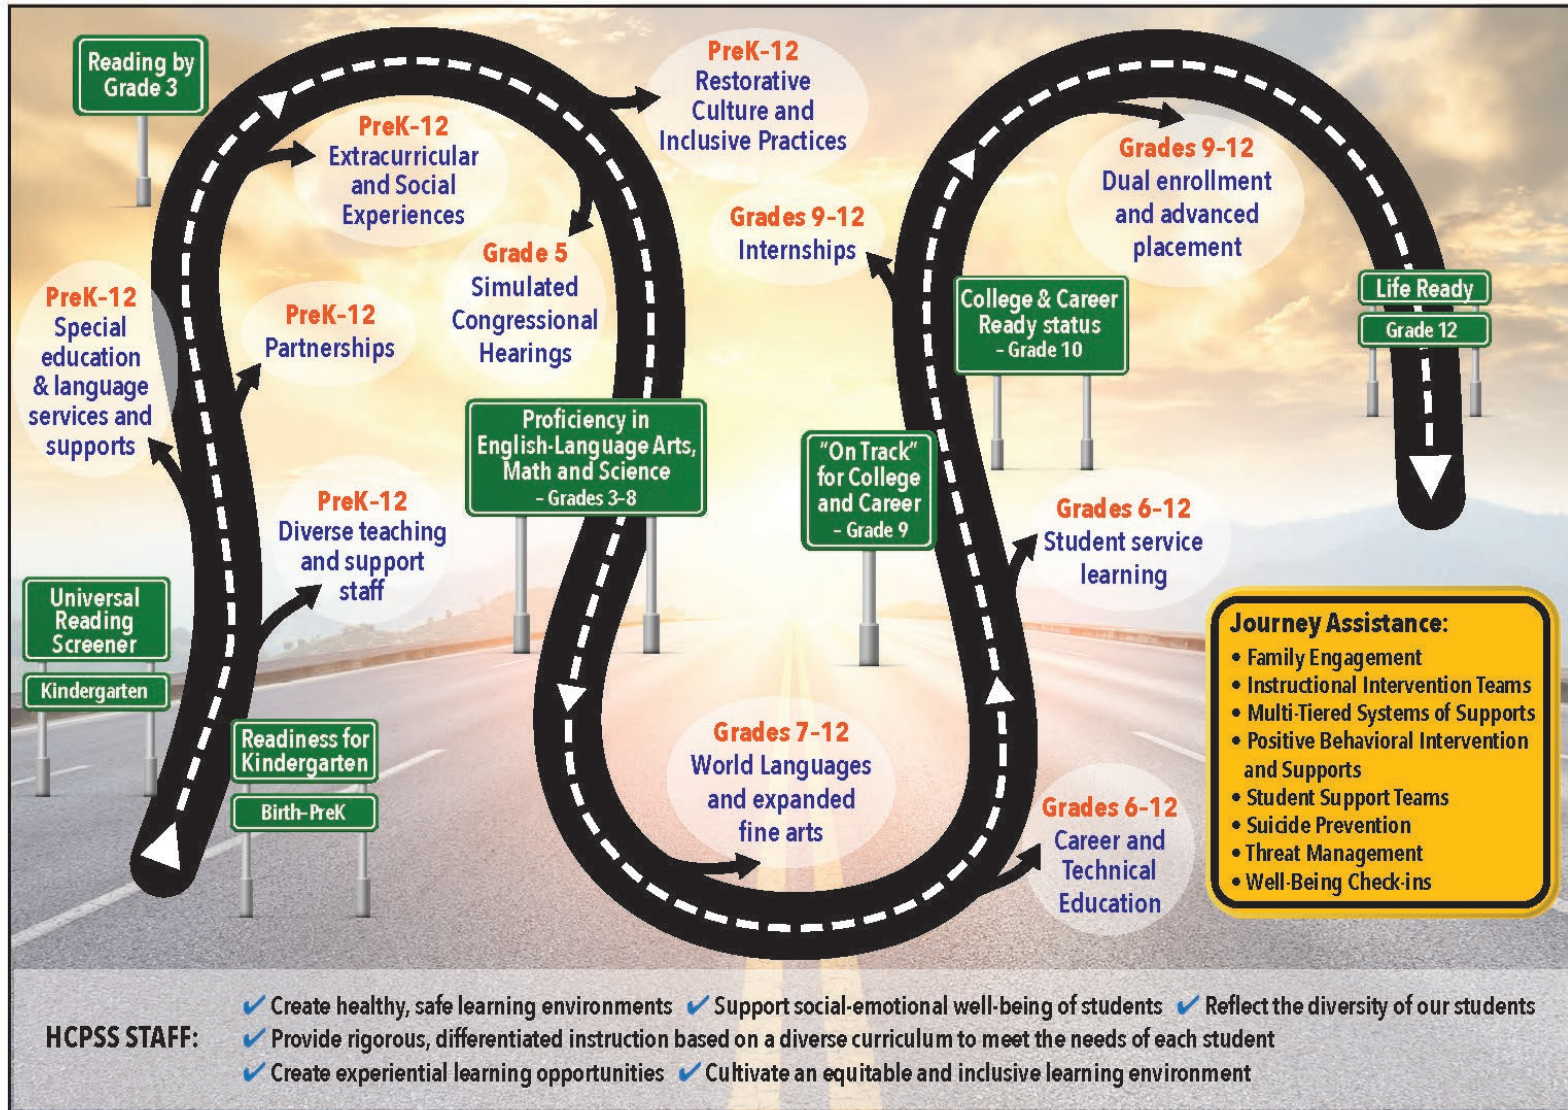 Reading by
Grade 3
PreK–12
Extracurricular
and Social
Experiences
PreK–12
Restorative
Culture and
Inclusive Practices
Grade 5
Simulated
Congressional
Hearings
PreK–12
Special
education
& language
services and
supports
PreK–12
Partnerships
PreK–12
Diverse teaching
and support
staff
Universal
Reading
Screener
Kindergarten
Readiness for
Kindergarten
Birth–PreK
Proficiency in
English-Language Arts,
Math and Science
– Grades 3–8
Grades 7–12
World Languages
and expanded
fine arts
Grades 6–12
Career and
Technical
Education
Grades 6–12
Student service
learning
"On Track"
for College
and Career
– Grade 9
College & Career
Ready status
– Grade 10
Grades 9–12
Internships
Grades 9–12
Dual enrollment
and advanced
placement
Life Ready
Grade 12
Journey Assistance:
• Family Engagement
• Instructional Intervention Teams
• Multi-Tiered Systems of Supports
• Positive Behavioral Intervention
and Supports
• Student Support Teams
• Suicide Prevention
• Threat Management
• Well-Being Check-ins
HCPSS STAFF:
✔ Create healthy, safe learning environments ✔ Support social-emotional well-being of students ✔ Reflect the diversity of our students
✔ Provide rigorous, differentiated instruction based on a diverse curriculum to meet the needs of each student
✔ Create experiential learning opportunities ✔ Cultivate an equitable and inclusive learning environment